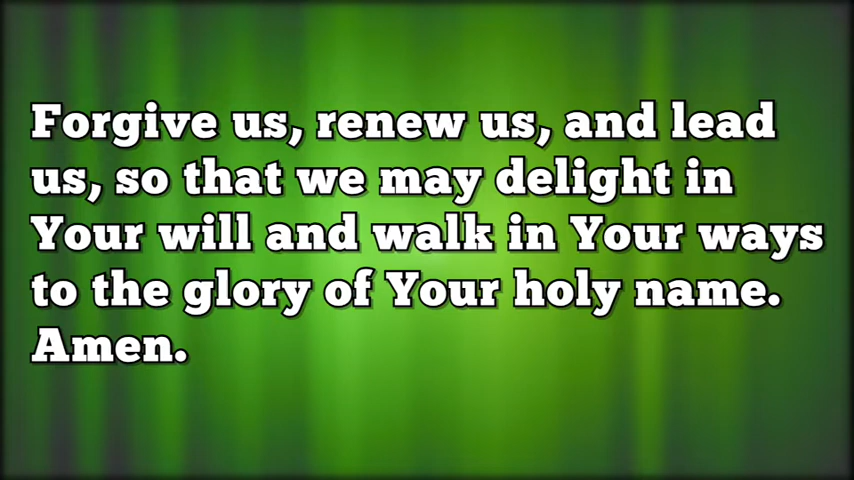 Forgive us, renew us, and lead
us, so that we may delight in
Your will and walk in Your ways
to the glory of Your holy name.
Amen.